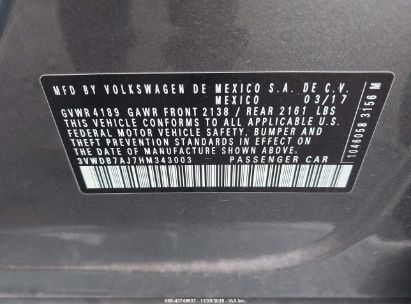 MFD BY VOLKSWAGEN DE MEXICO S.A. DE C.V.
MEXICO 03/17
GVWR 4189 GAWR FRONT 2138 / REAR 2161 LBS
THIS VEHICLE CONFORMS TO ALL APPLICABLE U.S.
FEDERAL MOTOR VEHICLE SAFETY, BUMPER AND
THEFT PREVENTION STANDARDS IN EFFECT ON THE
DATE OF MANUFACTURE SHOWN ABOVE.
3VWDB7AJ7HM343003 PASSENGER CAR
1046058 3156 M